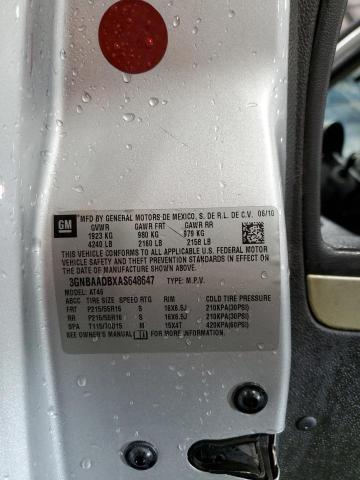 GM
MFD BY GENERAL MOTORS DE MEXICO, S. DE R.L. DE C.V. 06/10
GVWR GAWR FRT GAWR RR
1923 KG 980 KG 979 KG
4240 LB 2160 LB 2158 LB
THIS VEHICLE CONFORMS TO ALL APPLICABLE U.S. FEDERAL MOTOR
VEHICLE SAFETY AND THEFT PREVENTION STANDARDS IN EFFECT ON
THE DATE OF MANUFACTURE SHOWN ABOVE.
3GNBAADBXAS648647 TYPE: M.P.V.
MODEL: AT46
ABCC TIRE SIZE SPEED RTG RIM COLD TIRE PRESSURE
FRT P215/55R16 S 16X6.5J 210KPA(30PSI)
RR P215/55R16 S 16X6.5J 210KPA(30PSI)
SPA T115/70D15 M 15X4T 420KPA(60PSI)
SEE OWNER'S MANUAL FOR MORE INFORMATION.